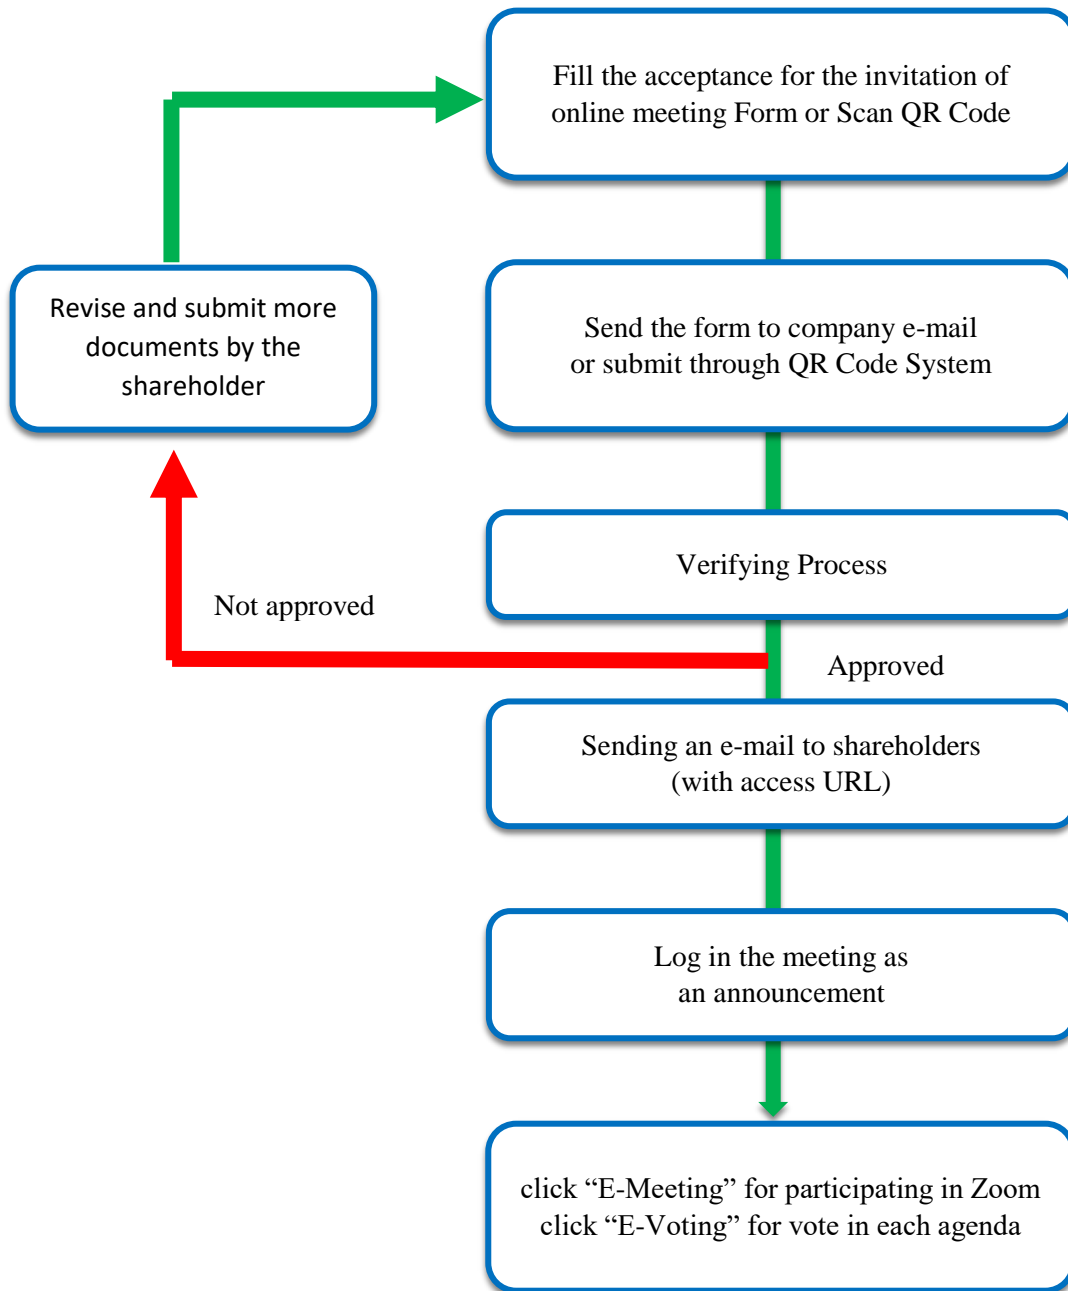 Fill the acceptance for the invitation of
online meeting Form or Scan QR Code
Revise and submit more
documents by the
shareholder
Send the form to company e-mail
or submit through QR Code System
Verifying Process
Not approved
Approved
Sending an e-mail to shareholders
(with access URL)
Log in the meeting as
an announcement
click “E-Meeting” for participating in Zoom
click “E-Voting” for vote in each agenda